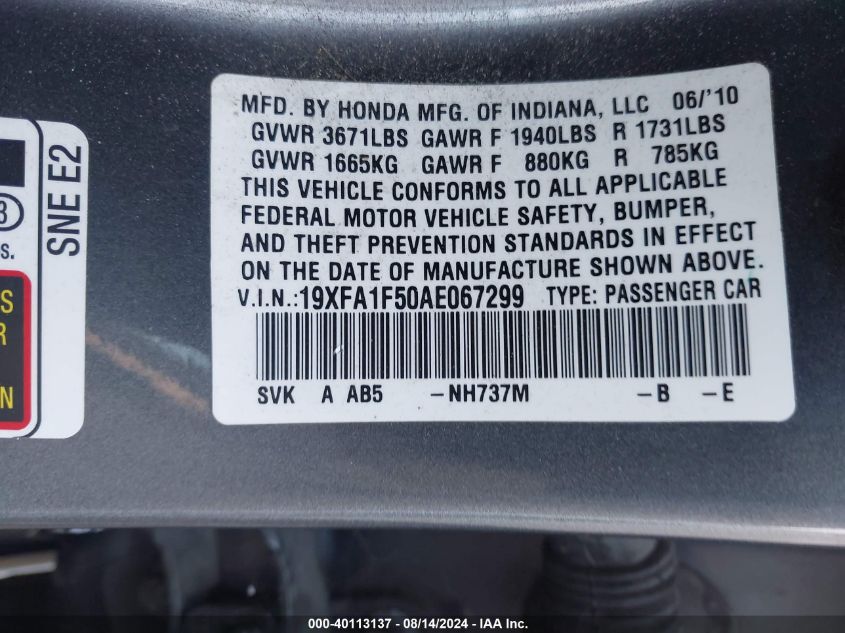 MFD. BY HONDA MFG. OF INDIANA, LLC 06/'10
GVWR 3671LBS GAWR F 1940LBS R 1731LBS
GVWR 1665KG GAWR F 880KG R 785KG
THIS VEHICLE CONFORMS TO ALL APPLICABLE
FEDERAL MOTOR VEHICLE SAFETY, BUMPER,
AND THEFT PREVENTION STANDARDS IN EFFECT
ON THE DATE OF MANUFACTURE SHOWN ABOVE.
V.I.N.:19XFA1F50AE067299 TYPE: PASSENGER CAR
SVK A AB5 -NH737M -B -E
SNE E2
000-40113137 - 08/14/2024 - IAA Inc.